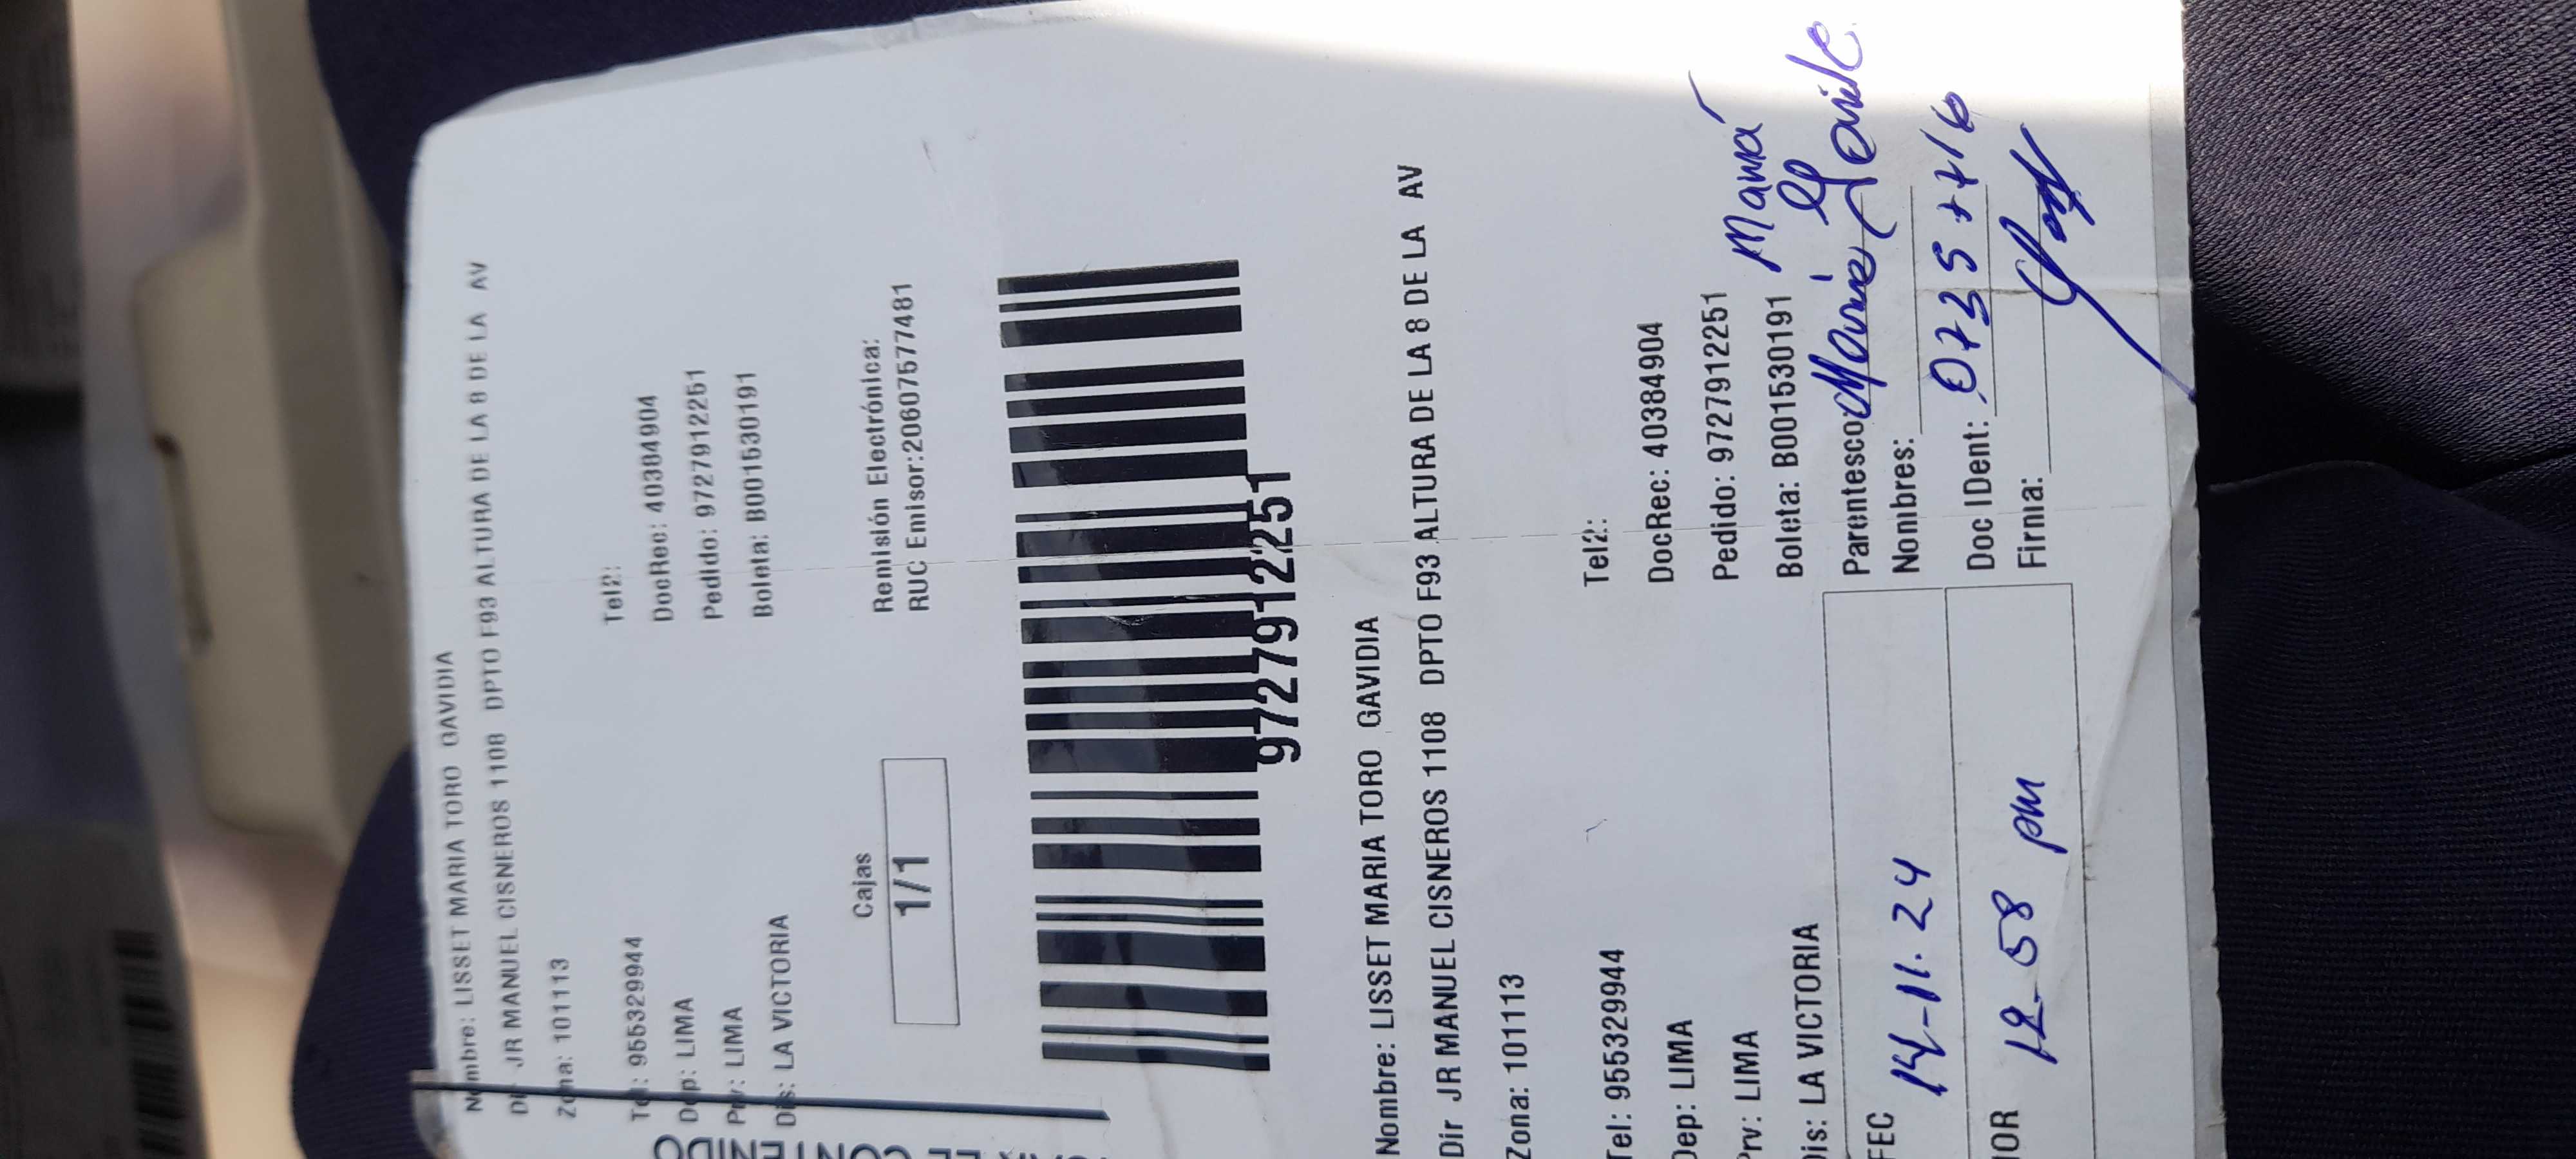 Nombre: LISSET MARIA TORO GAVIDIA
Dir JR MANUEL CISNEROS 1108 DPTO F93 ALTURA DE LA 8 DE LA AV
Zona: 101113
Tel: 955329944 Tel2:
Dep: LIMA DocRec: 40384904
Prv: LIMA Pedido: 9727912251
Dis: LA VICTORIA Boleta: B001530191
Cajas
1/1
Remisión Electrónica:
RUC Emisor:20607577481
9727912251
Nombre: LISSET MARIA TORO GAVIDIA
Dir JR MANUEL CISNEROS 1108 DPTO F93 ALTURA DE LA 8 DE LA AV
Zona: 101113
Tel: 955329944 Tel2:
Dep: LIMA DocRec: 40384904
Prv: LIMA Pedido: 9727912251
Dis: LA VICTORIA Boleta: B001530191 Mamá
FEC 14-11-24 Parentesco
Nombres: Maria
HOR 12-58 pm Doc IDent:
Firma: